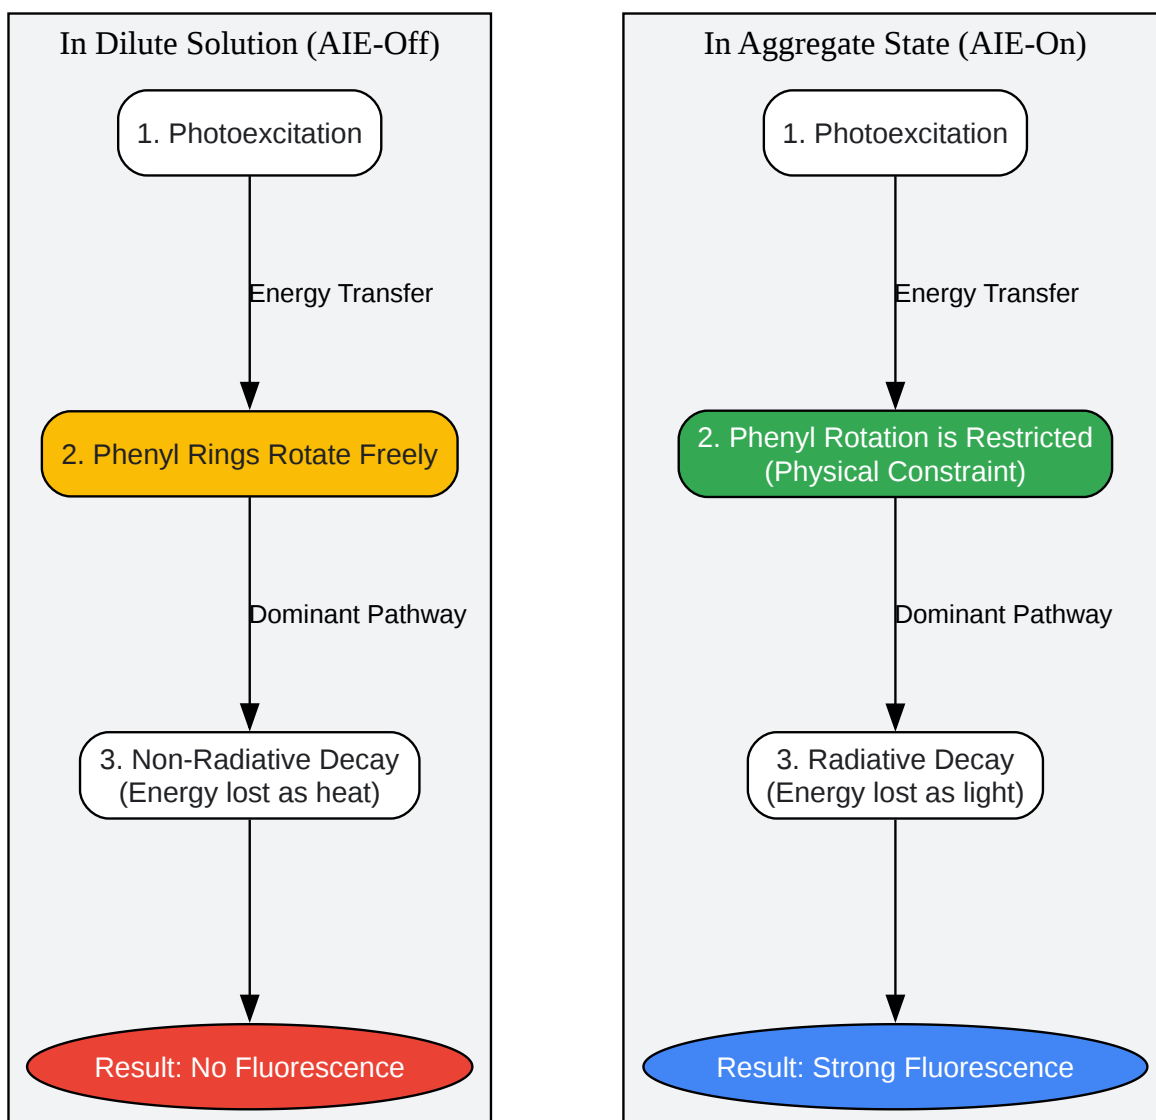 In Dilute Solution (AIE-Off)
1. Photoexcitation
Energy Transfer
2. Phenyl Rings Rotate Freely
Dominant Pathway
3. Non-Radiative Decay
(Energy lost as heat)
Result: No Fluorescence
In Aggregate State (AIE-On)
1. Photoexcitation
Energy Transfer
2. Phenyl Rotation is Restricted
(Physical Constraint)
Dominant Pathway
3. Radiative Decay
(Energy lost as light)
Result: Strong Fluorescence